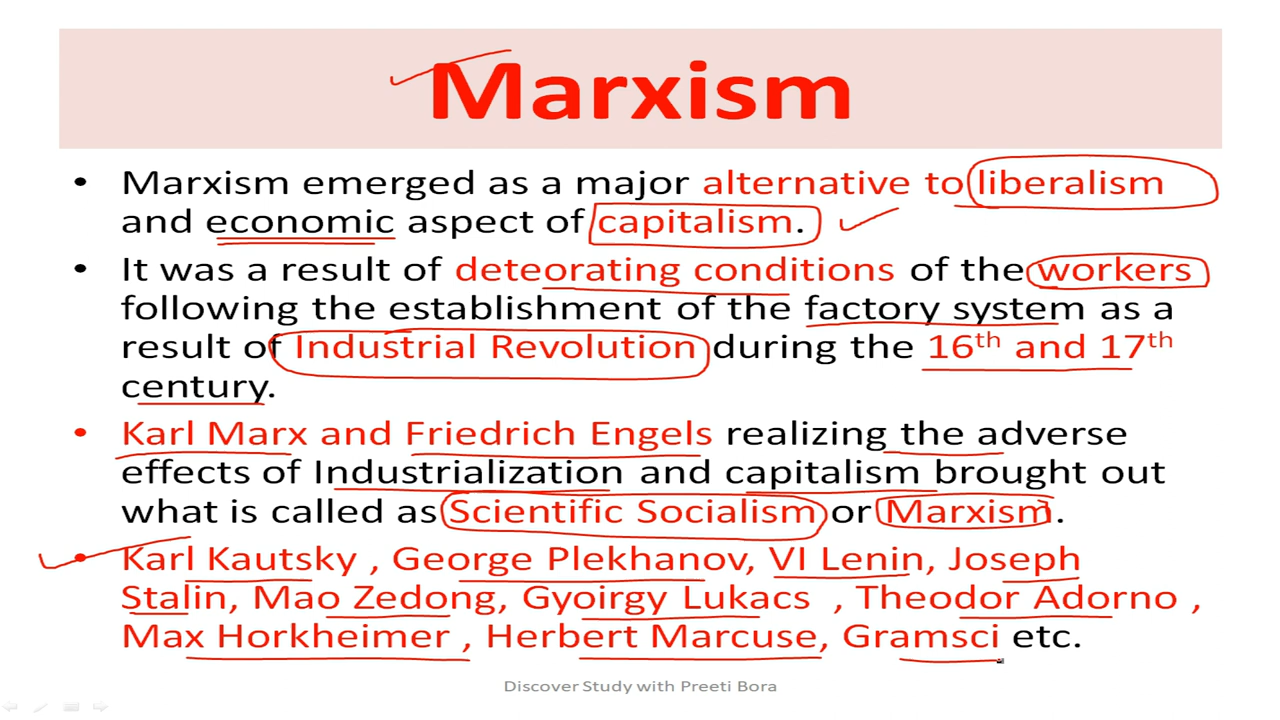 Marxism
• Marxism emerged as a major alternative to liberalism
and economic aspect of capitalism.
• It was a result of deteorating conditions of the workers
following the establishment of the factory system as a
result of Industrial Revolution during the 16th and 17th
century.
• Karl Marx and Friedrich Engels realizing the adverse
effects of Industrialization and capitalism brought out
what is called as Scientific Socialism or Marxism.
• Karl Kautsky , George Plekhanov, VI Lenin, Joseph
Stalin, Mao Zedong, Gyoirgy Lukacs , Theodor Adorno ,
Max Horkheimer , Herbert Marcuse, Gramsci etc.
Discover Study with Preeti Bora